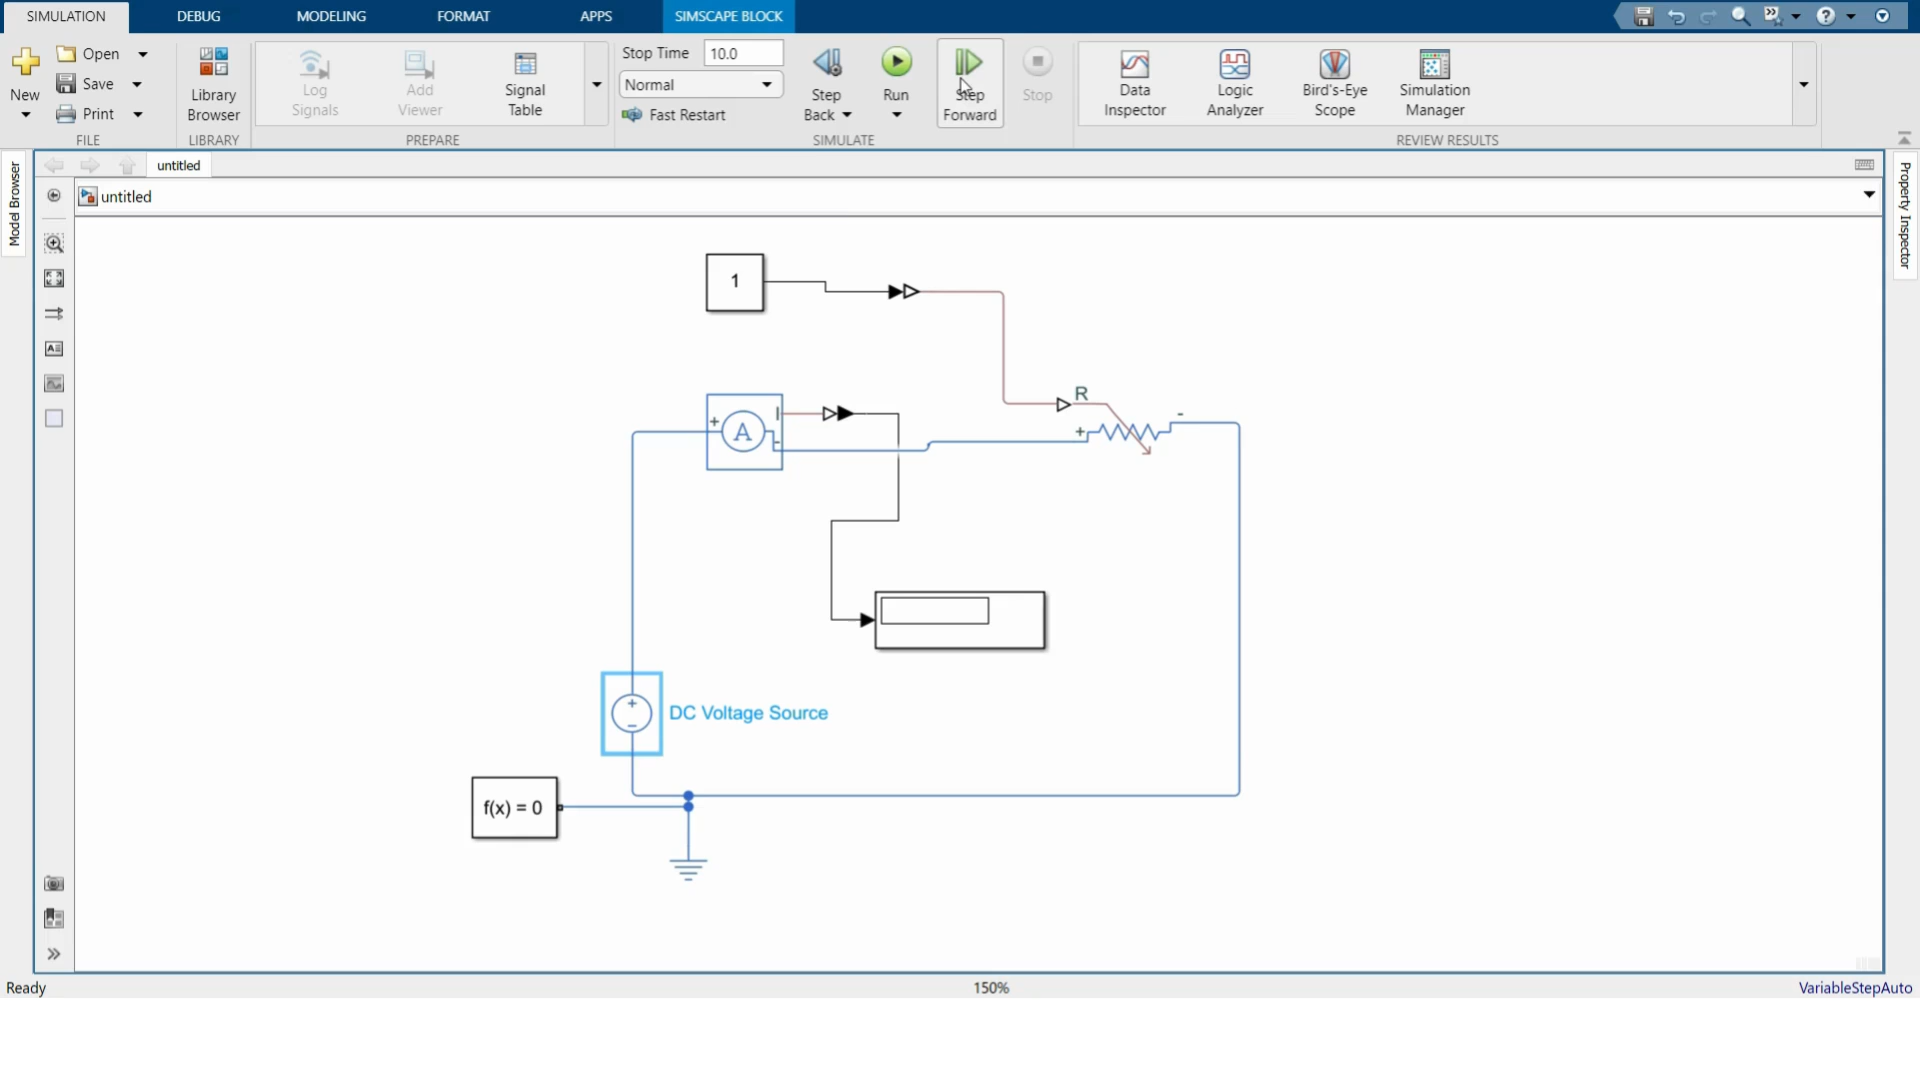 SIMULATION DEBUG MODELING FORMAT APPS SIMSCAPE BLOCK
New
Open
Save
Print
FILE
Library
Browser
LIBRARY
Log
Signals
Add
Viewer
Signal
Table
PREPARE
Stop Time 10.0
Normal
Fast Restart
Step
Back
Run
Step
Forward
Stop
SIMULATE
Data
Inspector
Logic
Analyzer
Bird's-Eye
Scope
Simulation
Manager
REVIEW RESULTS
Model Browser
untitled
untitled
Property Inspector
1
R
+ -
+ A I -
+
−
DC Voltage Source
f(x) = 0
Ready 150% VariableStepAuto